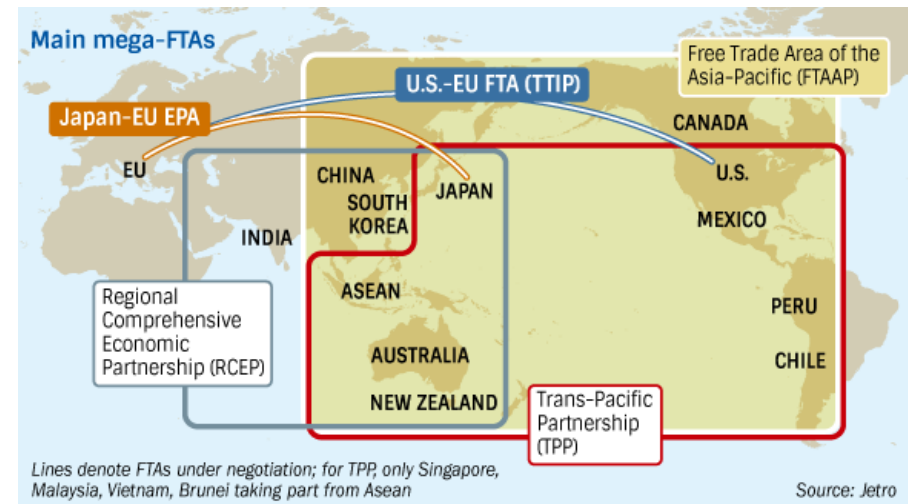 Main mega-FTAs
Free Trade Area of the
Asia-Pacific (FTAAP)
U.S.-EU FTA (TTIP)
Japan-EU EPA
CANADA
EU
CHINA
JAPAN
U.S.
SOUTH
KOREA
MEXICO
INDIA
ASEAN
Regional
Comprehensive
Economic
Partnership (RCEP)
PERU
AUSTRALIA
CHILE
NEW ZEALAND
Trans-Pacific
Partnership
(TPP)
Lines denote FTAs under negotiation; for TPP, only Singapore,
Malaysia, Vietnam, Brunei taking part from Asean
Source: Jetro